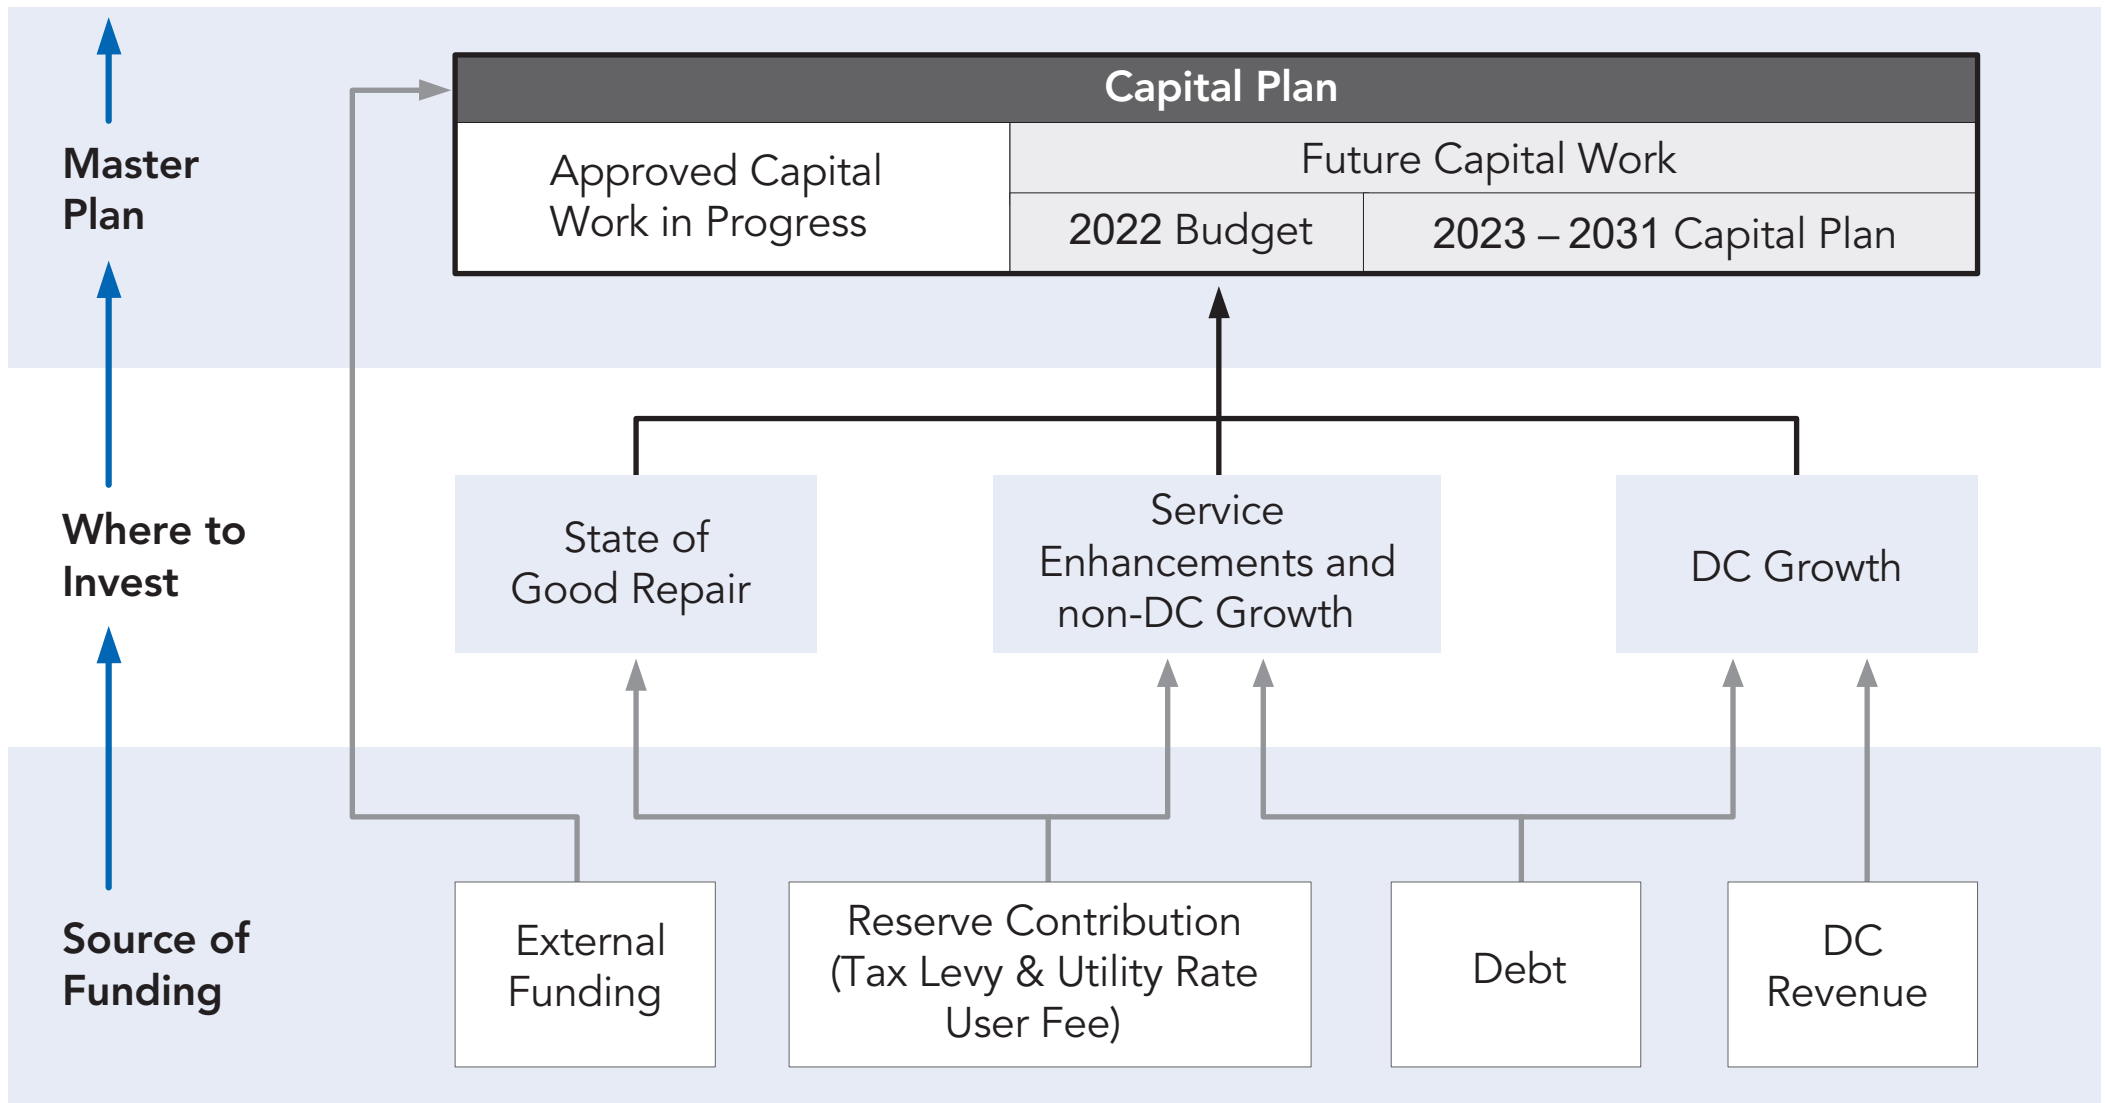 Capital Plan
Master
Plan
Approved Capital
Work in Progress
Future Capital Work
2022 Budget
2023 – 2031 Capital Plan
Where to
Invest
State of
Good Repair
Service
Enhancements and
non-DC Growth
DC Growth
Source of
Funding
External
Funding
Reserve Contribution
(Tax Levy & Utility Rate
User Fee)
Debt
DC
Revenue